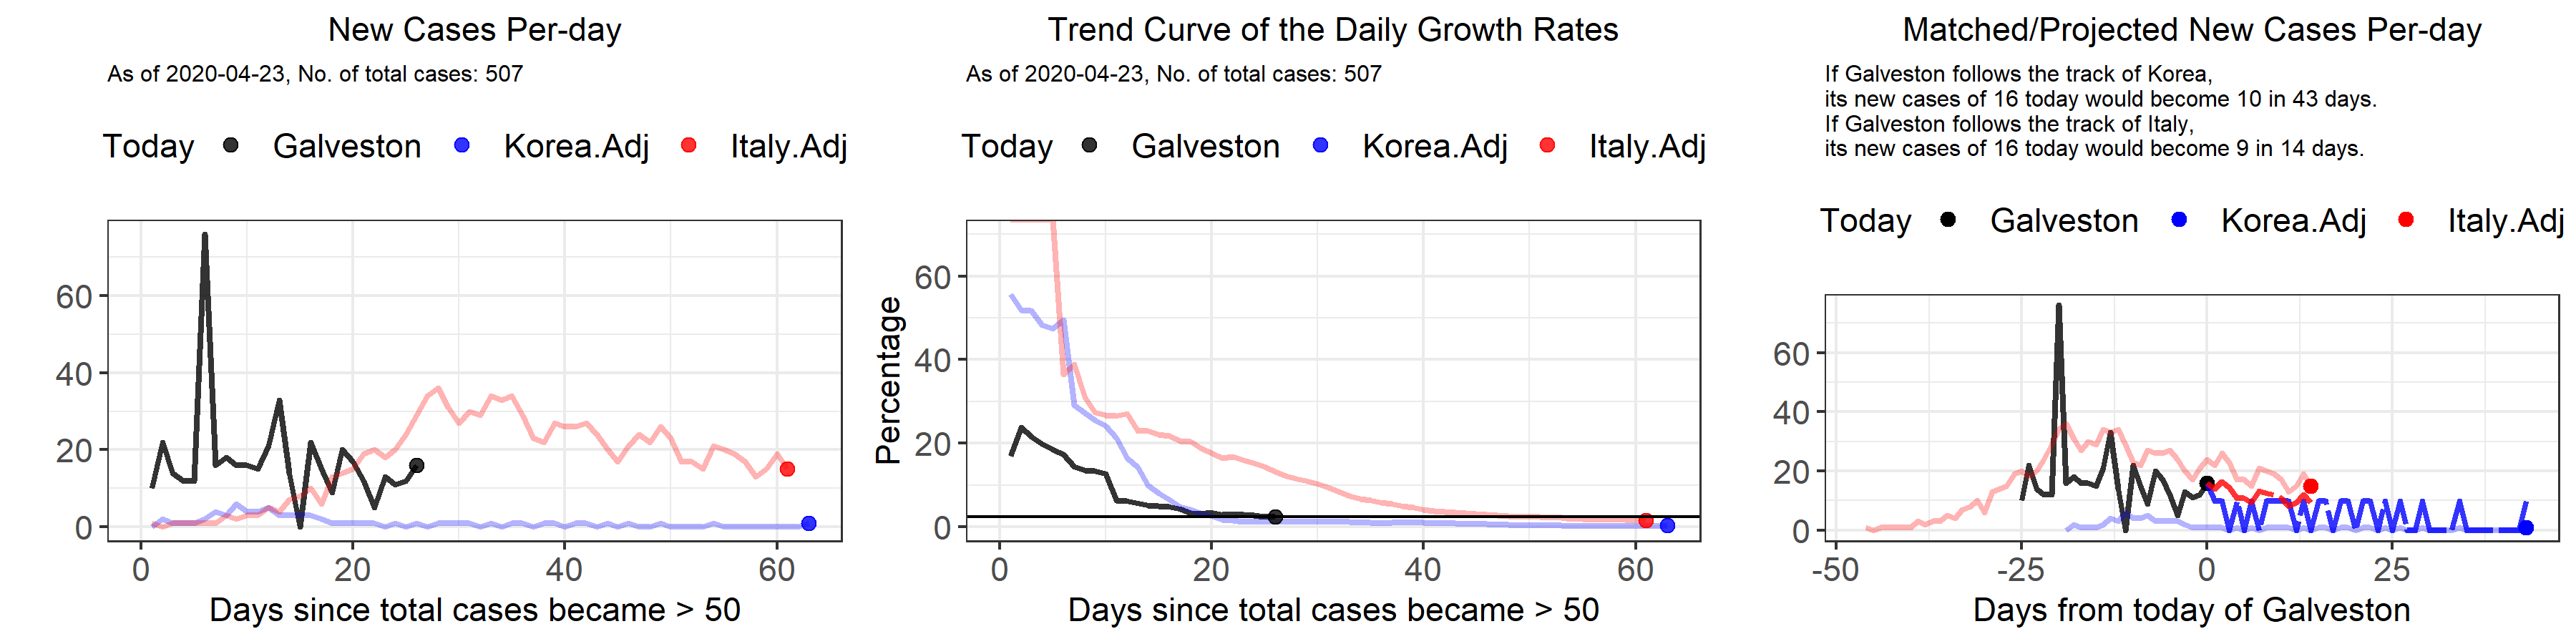 New Cases Per-day
As of 2020-04-23, No. of total cases: 507
Today Galveston Korea.Adj Italy.Adj
60
40
20
0
0 20 40 60
Days since total cases became > 50
Trend Curve of the Daily Growth Rates
As of 2020-04-23, No. of total cases: 507
Today Galveston Korea.Adj Italy.Adj
Percentage
60
40
20
0
0 20 40 60
Days since total cases became > 50
Matched/Projected New Cases Per-day
If Galveston follows the track of Korea,
its new cases of 16 today would become 10 in 43 days.
If Galveston follows the track of Italy,
its new cases of 16 today would become 9 in 14 days.
Today Galveston Korea.Adj Italy.Adj
60
40
20
0
-50 -25 0 25
Days from today of Galveston